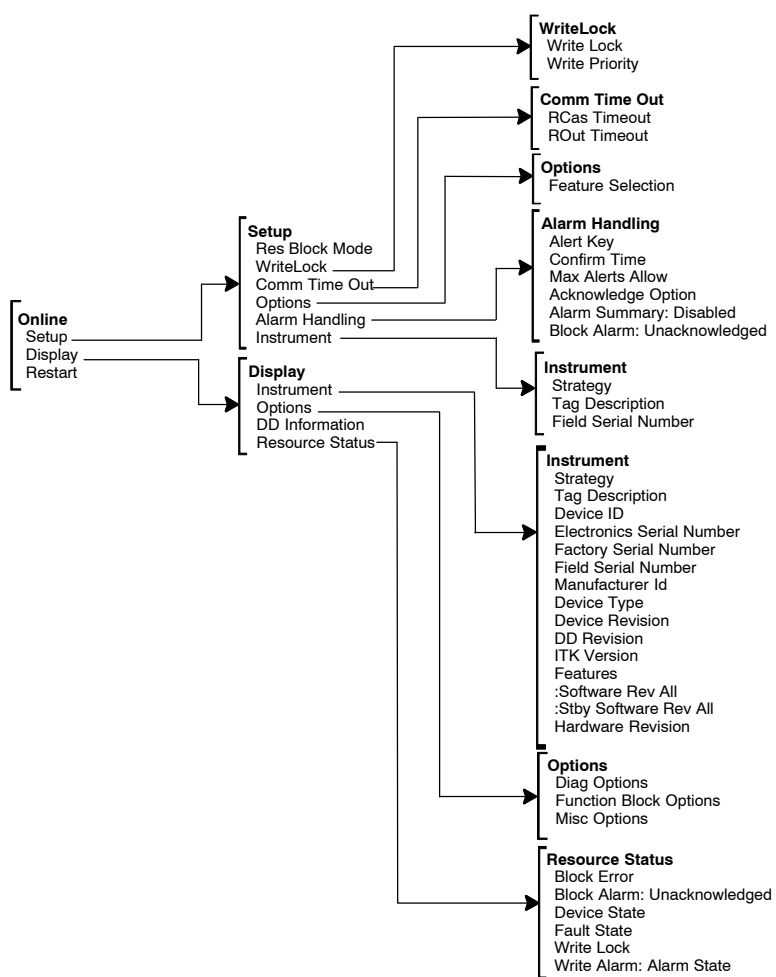 Online
Setup
Display
Restart
Setup
Res Block Mode
WriteLock
Comm Time Out
Options
Alarm Handling
Instrument
Display
Instrument
Options
DD Information
Resource Status
WriteLock
Write Lock
Write Priority
Comm Time Out
RCas Timeout
ROut Timeout
Options
Feature Selection
Alarm Handling
Alert Key
Confirm Time
Max Alerts Allow
Acknowledge Option
Alarm Summary: Disabled
Block Alarm: Unacknowledged
Instrument
Strategy
Tag Description
Field Serial Number
Instrument
Strategy
Tag Description
Device ID
Electronics Serial Number
Factory Serial Number
Field Serial Number
Manufacturer Id
Device Type
Device Revision
DD Revision
ITK Version
Features
:Software Rev All
:Stby Software Rev All
Hardware Revision
Options
Diag Options
Function Block Options
Misc Options
Resource Status
Block Error
Block Alarm: Unacknowledged
Device State
Fault State
Write Lock
Write Alarm: Alarm State